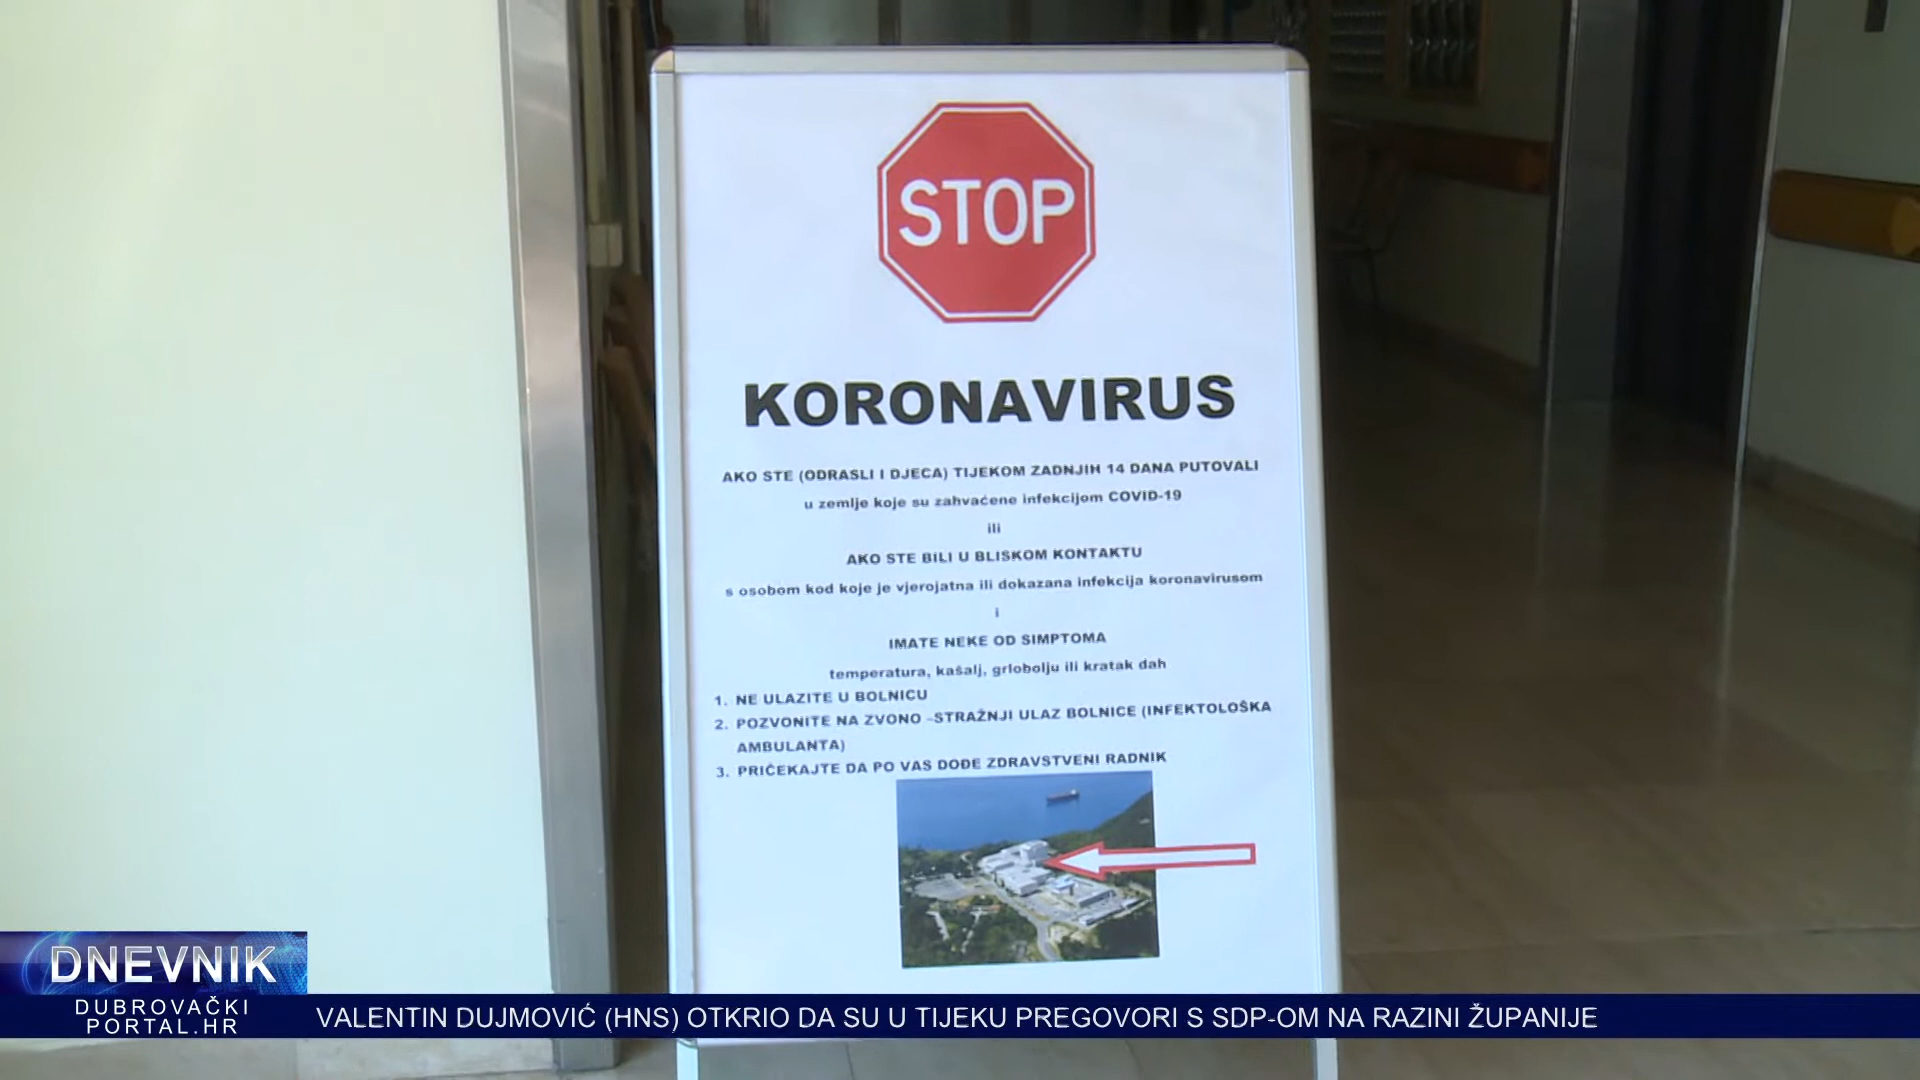 STOP
KORONAVIRUS
AKO STE (ODRASLI I DJECA) TIJEKOM ZADNJIH 14 DANA PUTOVALI
u zemlje koje su zahvaćene infekcijom COVID-19
ili
AKO STE BILI U BLISKOM KONTAKTU
s osobom kod koje je vjerojatna ili dokazana infekcija koronavirusom
i
IMATE NEKE OD SIMPTOMA
temperatura, kašalj, grlobolju ili kratak dah
1. NE ULAZITE U BOLNICU
2. POZVONITE NA ZVONO –STRAŽNJI ULAZ BOLNICE (INFEKTOLOŠKA
AMBULANTA)
3. PRIČEKAJTE DA PO VAS DOĐE ZDRAVSTVENI RADNIK
DNEVNIK
DUBROVAČKI
PORTAL.HR
VALENTIN DUJMOVIĆ (HNS) OTKRIO DA SU U TIJEKU PREGOVORI S SDP-OM NA RAZINI ŽUPANIJE